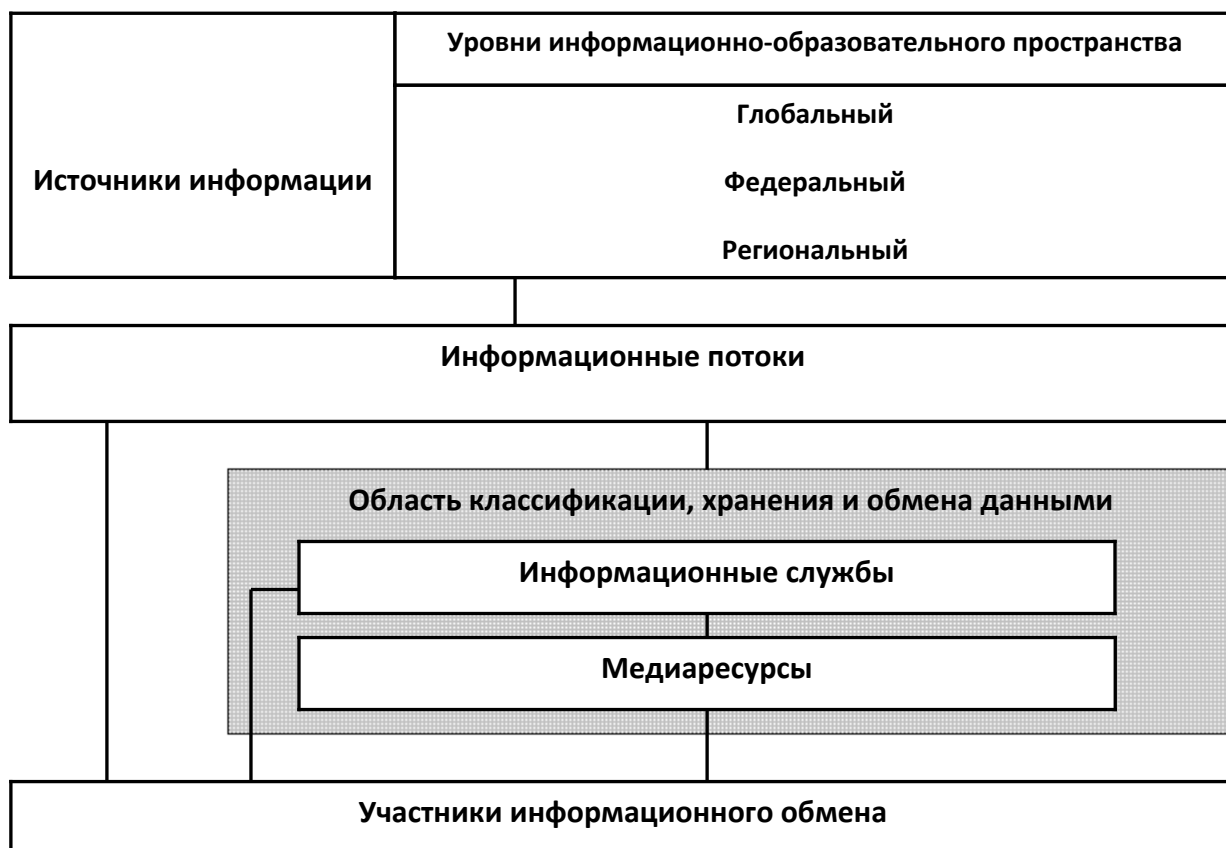 Уровни информационно-образовательного пространства
Источники информации
Глобальный
Федеральный
Региональный
Информационные потоки
Область классификации, хранения и обмена данными
Информационные службы
Медиаресурсы
Участники информационного обмена